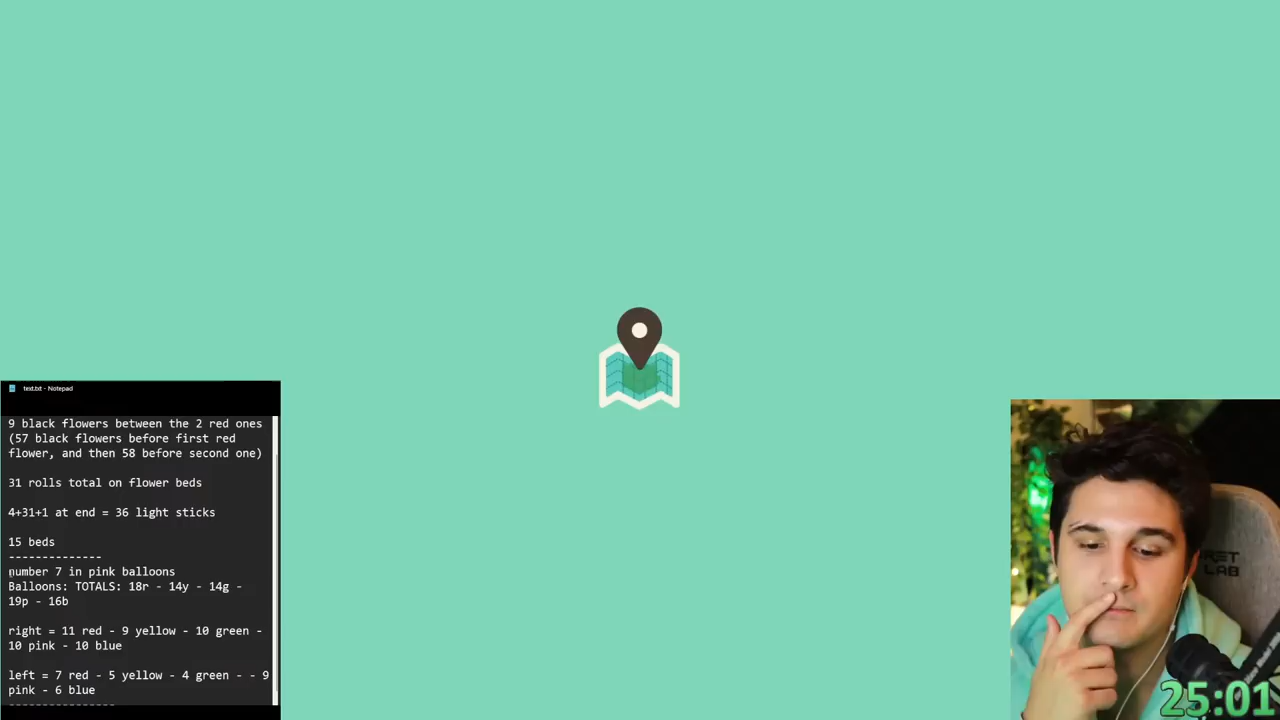 text.txt - Notepad
9 black flowers between the 2 red ones
(57 black flowers before first red
flower, and then 58 before second one)
31 rolls total on flower beds
4+31+1 at end = 36 light sticks
15 beds
--------------
number 7 in pink balloons
Balloons: TOTALS: 18r - 14y - 14g -
19p - 16b
right = 11 red - 9 yellow - 10 green -
10 pink - 10 blue
left = 7 red - 5 yellow - 4 green - - 9
pink - 6 blue
----------------
25:01